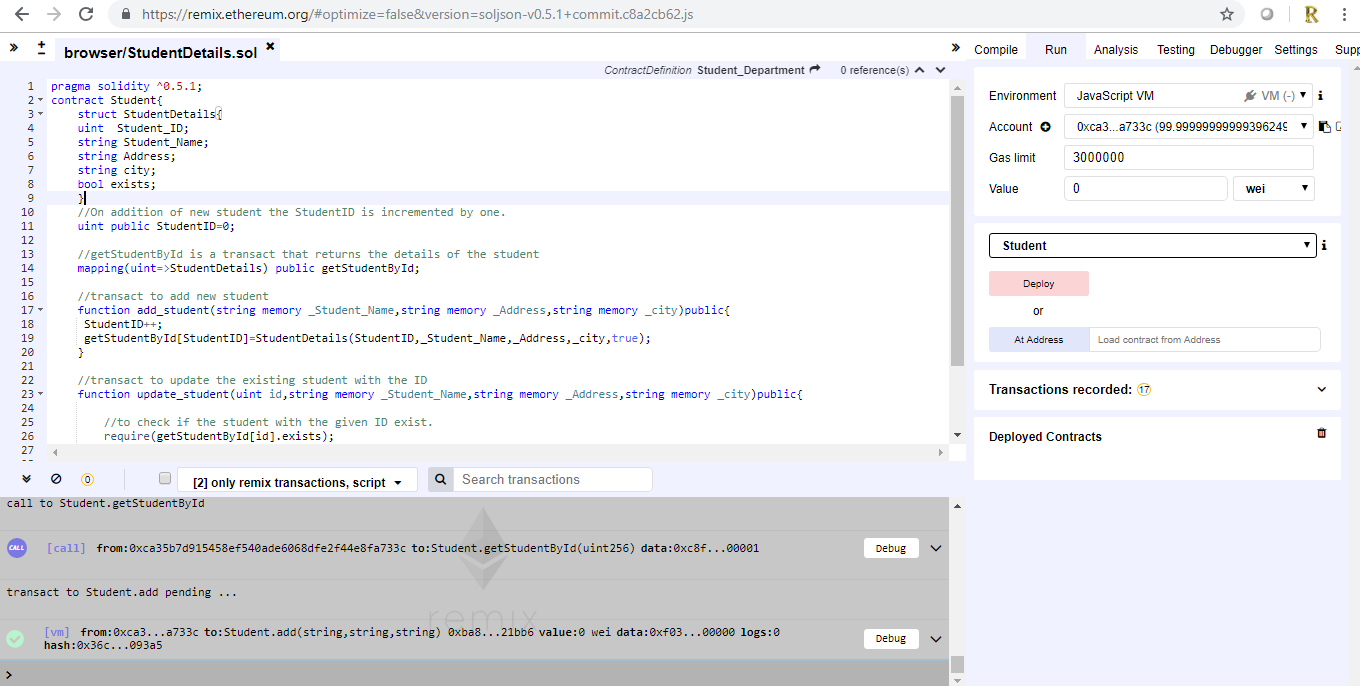 https://remix.ethereum.org/#optimize=false&version=soljson-v0.5.1+commit.c8a2cb62.js
browser/StudentDetails.sol
Compile Run Analysis Testing Debugger Settings Supp
ContractDefinition Student_Department 0 reference(s)
1 pragma solidity ^0.5.1;
2 contract Student{
3 struct StudentDetails{
4 uint  Student_ID;
5 string Student_Name;
6 string Address;
7 string city;
8 bool exists;
9 }
10 //On addition of new student the StudentID is incremented by one.
11 uint public StudentID=0;
12
13 //getStudentById is a transact that returns the details of the student
14 mapping(uint=>StudentDetails) public getStudentById;
15
16 //transact to add new student
17 function add_student(string memory _Student_Name,string memory _Address,string memory _city)public{
18 StudentID++;
19 getStudentById[StudentID]=StudentDetails(StudentID,_Student_Name,_Address,_city,true);
20 }
21
22 //transact to update the existing student with the ID
23 function update_student(uint id,string memory _Student_Name,string memory _Address,string memory _city)public{
24
25 //to check if the student with the given ID exist.
26 require(getStudentById[id].exists);
27
0 [2] only remix transactions, script Search transactions
call to Student.getStudentById
CALL [call] from:0xca35b7d915458ef540ade6068dfe2f44e8fa733c to:Student.getStudentById(uint256) data:0xc8f...00001 Debug
transact to Student.add pending ...
remix
[vm] from:0xca3...a733c to:Student.add(string,string,string) 0xba8...21bb6 value:0 wei data:0xf03...00000 logs:0 Debug
hash:0x36c...093a5
>
Environment JavaScript VM VM (-) i
Account 0xca3...a733c (99.99999999999396249
Gas limit 3000000
Value 0 wei
Student i
Deploy
or
At Address Load contract from Address
Transactions recorded: 17
Deployed Contracts